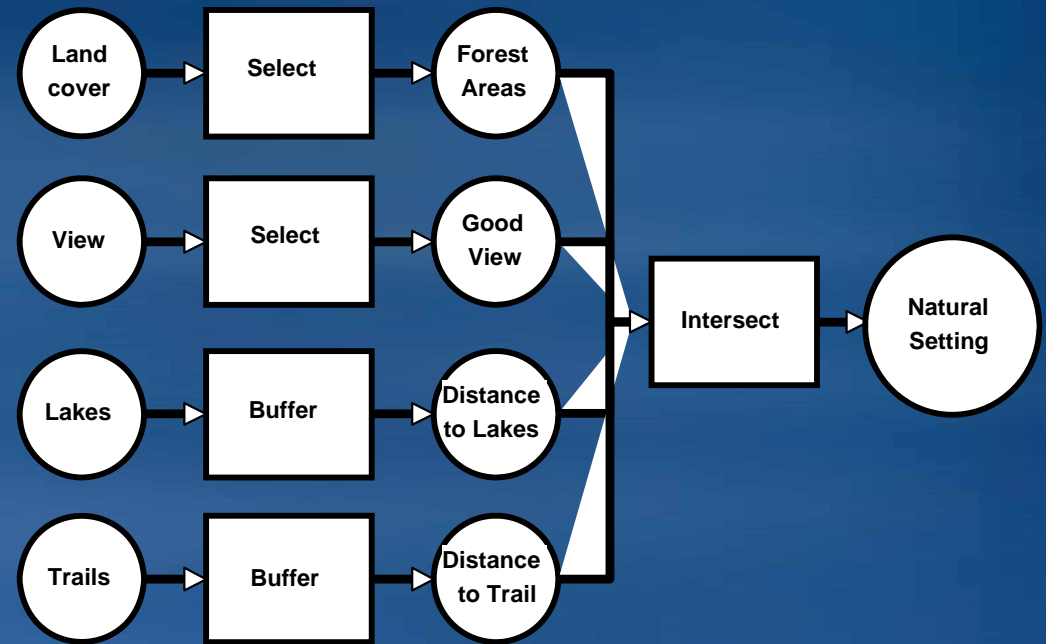 Land
cover
Select
Forest
Areas
View
Select
Good
View
Lakes
Buffer
Distance
to Lakes
Trails
Buffer
Distance
to Trail
Intersect
Natural
Setting